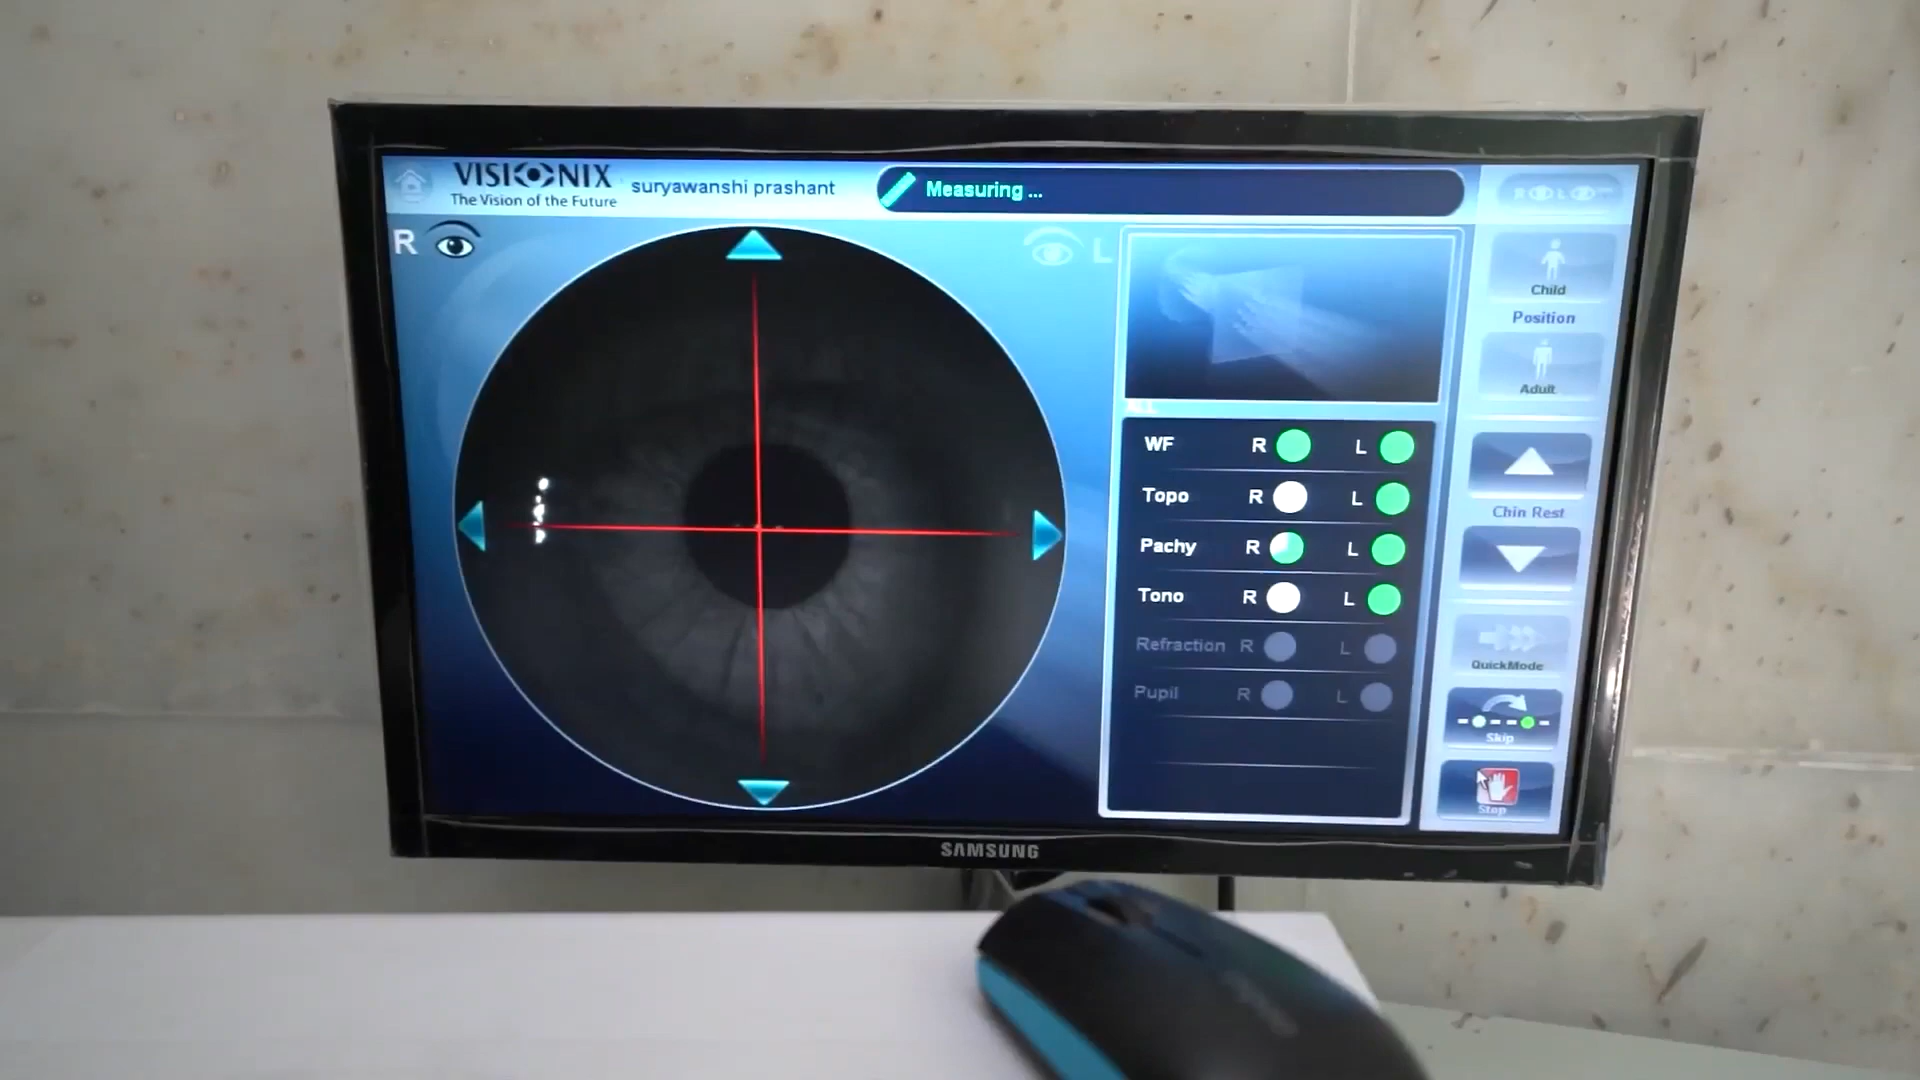 VISIONIX
The Vision of the Future
suryawanshi prashant
Measuring ...
R
L
Child
Position
Adult
ALL
WF R L
Topo R L
Pachy R L
Tono R L
Refraction R L
Pupil R L
Chin Rest
QuickMode
Skip
Stop
SAMSUNG